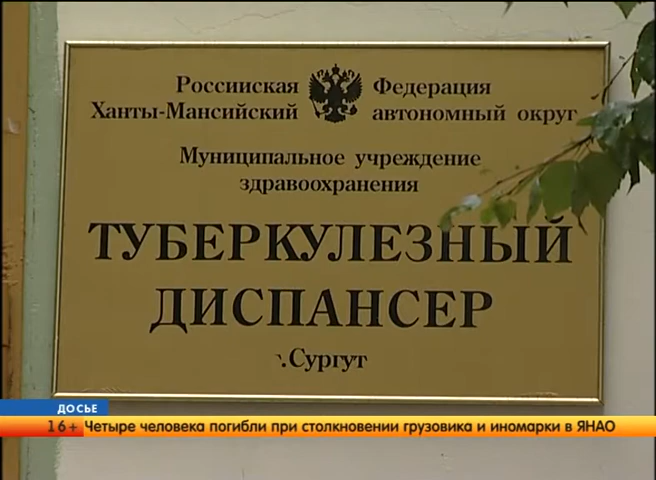 Россииская Федерация
Ханты-Мансийский автономный округ
Муниципальное учреждение
здравоохранения
ТУБЕРКУЛЕЗНЫЙ
ДИСПАНСЕР
г.Сургут
ДОСЬЕ
16+ Четыре человека погибли при столкновении грузовика и иномарки в ЯНАО